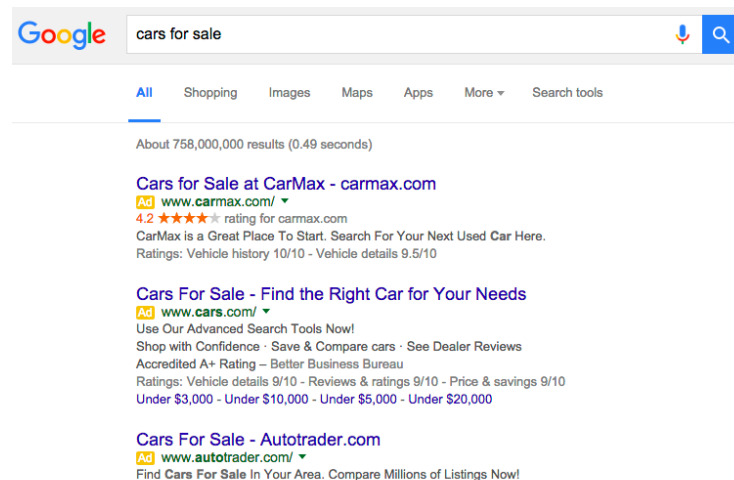 Google cars for sale
All Shopping Images Maps Apps More Search tools
About 758,000,000 results (0.49 seconds)
Cars for Sale at CarMax - carmax.com
Ad www.carmax.com/
4.2 ★★★★★ rating for carmax.com
CarMax is a Great Place To Start. Search For Your Next Used Car Here.
Ratings: Vehicle history 10/10 - Vehicle details 9.5/10
Cars For Sale - Find the Right Car for Your Needs
Ad www.cars.com/
Use Our Advanced Search Tools Now!
Shop with Confidence · Save & Compare cars · See Dealer Reviews
Accredited A+ Rating – Better Business Bureau
Ratings: Vehicle details 9/10 - Reviews & ratings 9/10 - Price & savings 9/10
Under $3,000 - Under $10,000 - Under $5,000 - Under $20,000
Cars For Sale - Autotrader.com
Ad www.autotrader.com/
Find Cars For Sale In Your Area. Compare Millions of Listings Now!